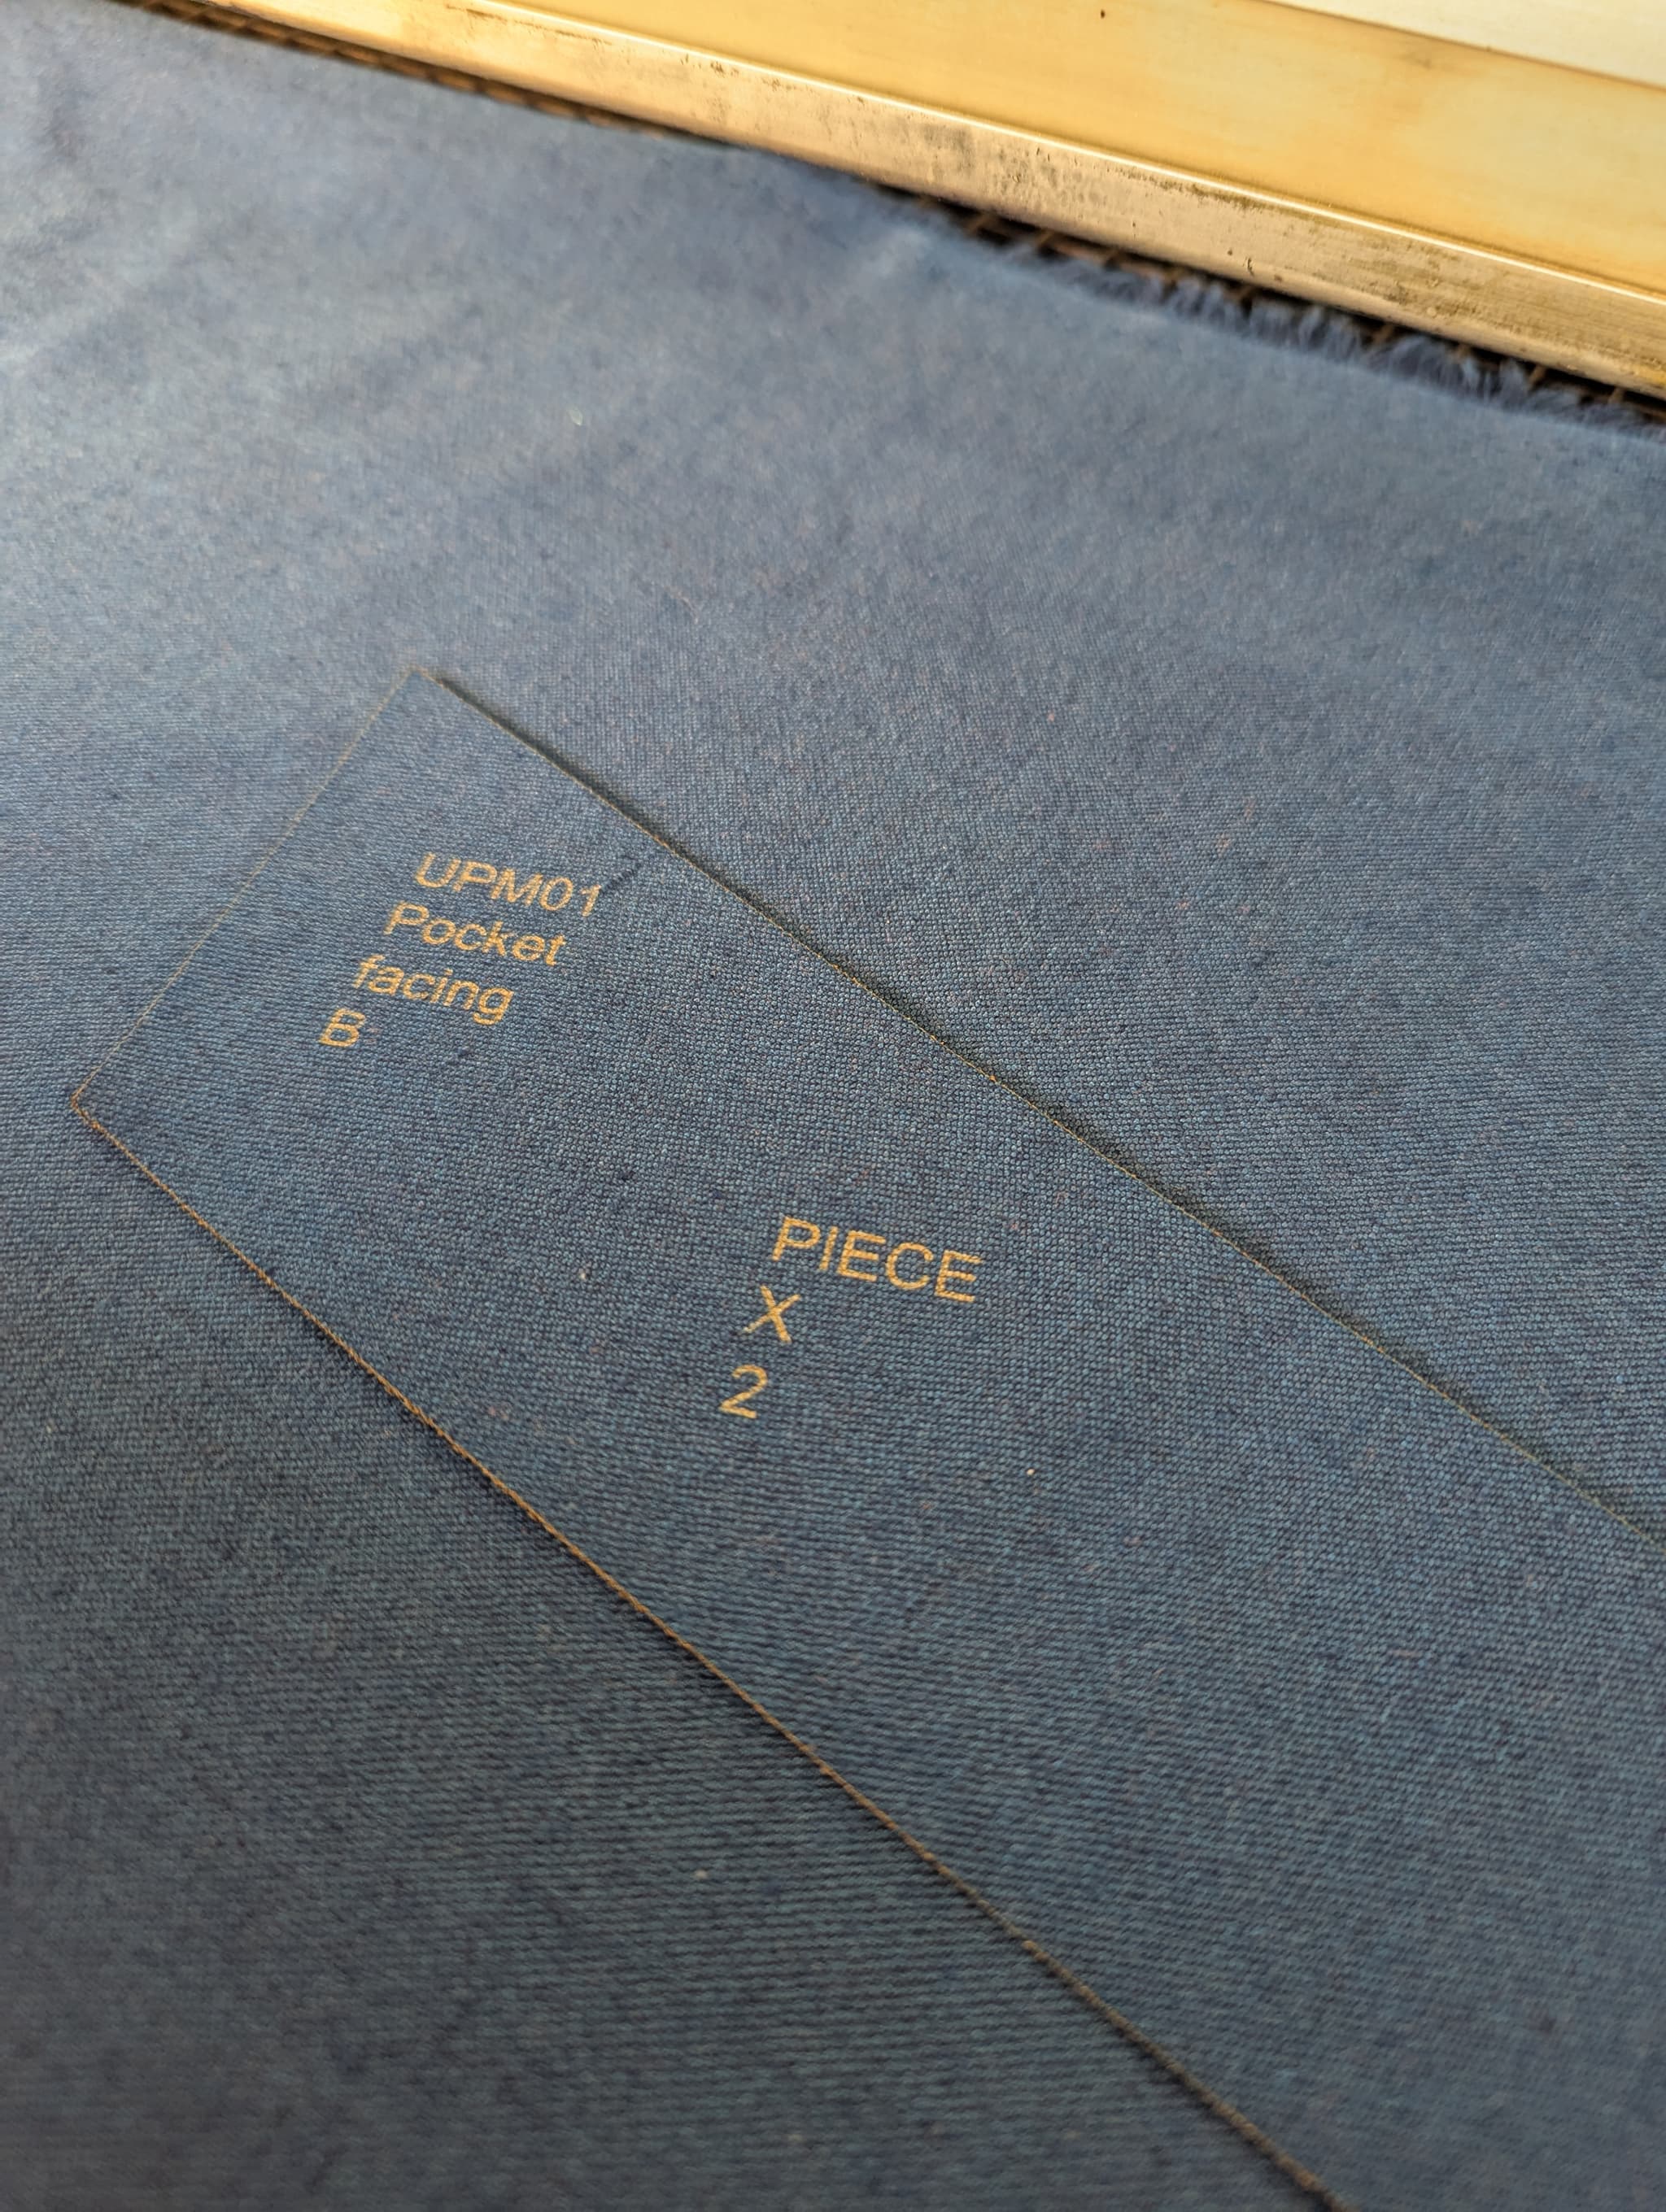 UPM01
Pocket
facing
B
PIECE
X
2